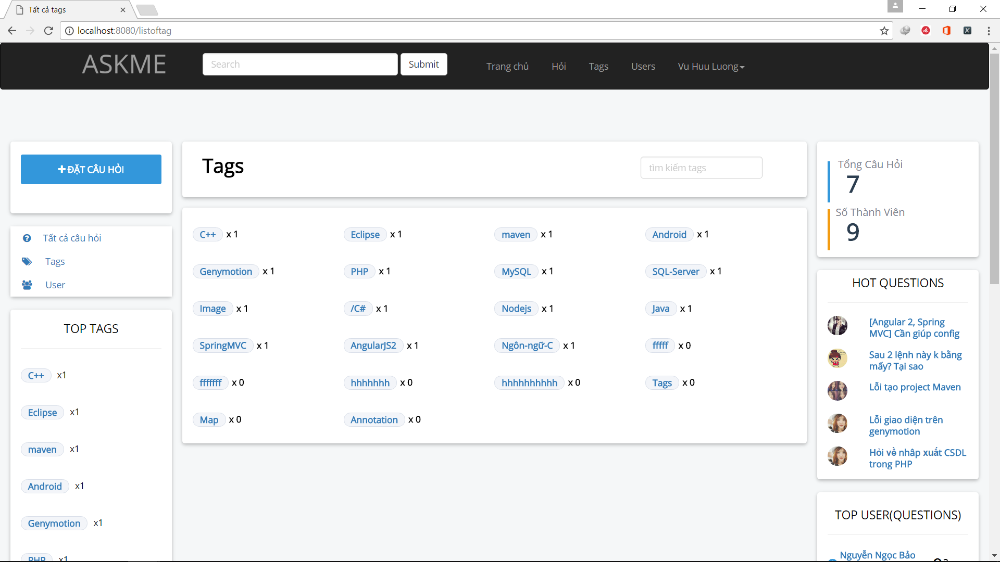 Tất cả tags
localhost:8080/listoftag
ASKME
Search
Submit
Trang chủ
Hỏi
Tags
Users
Vu Huu Luong
ĐẶT CÂU HỎI
Tất cả câu hỏi
Tags
User
TOP TAGS
C++ x1
Eclipse x1
maven x1
Android x1
Genymotion x1
PHP x1
Tags
tìm kiếm tags
C++ x 1 Eclipse x 1 maven x 1 Android x 1
Genymotion x 1 PHP x 1 MySQL x 1 SQL-Server x 1
Image x 1 /C# x 1 Nodejs x 1 Java x 1
SpringMVC x 1 AngularJS2 x 1 Ngôn-ngữ-C x 1 fffff x 0
fffffff x 0 hhhhhhh x 0 hhhhhhhhhh x 0 Tags x 0
Map x 0 Annotation x 0
Tổng Câu Hỏi
7
Số Thành Viên
9
HOT QUESTIONS
[Angular 2, Spring
MVC] Cần giúp config
Sau 2 lệnh này k bằng
mấy? Tại sao
Lỗi tạo project Maven
Lỗi giao diện trên
genymotion
Hỏi về nhâp xuất CSDL
trong PHP
TOP USER(QUESTIONS)
Nguyễn Ngọc Bảo